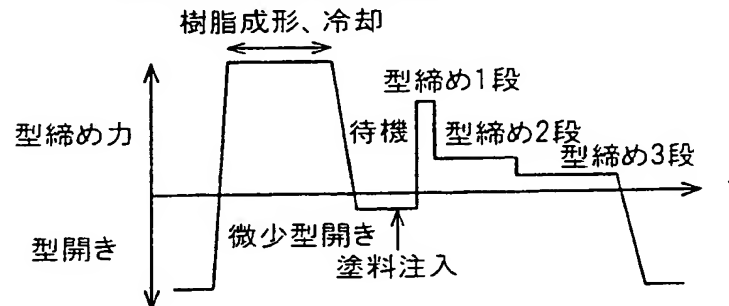 樹脂成形、冷却
型締め1段
型締め力
待機
型締め2段
型締め3段
型開き
微少型開き
塗料注入